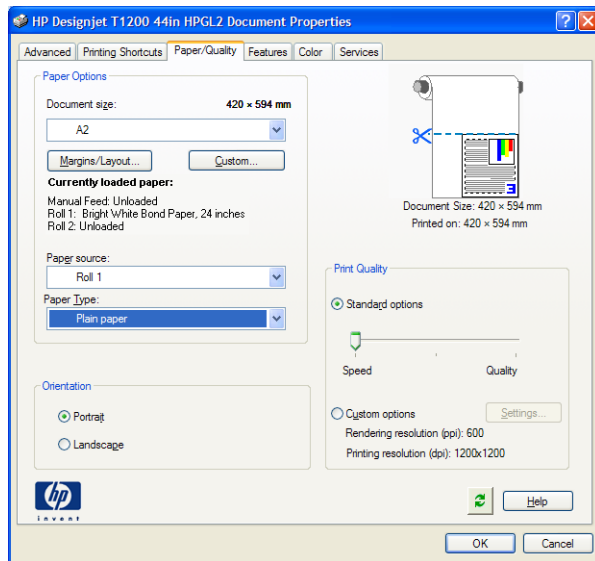 HP Designjet T1200 44in HPGL2 Document Properties
Advanced Printing Shortcuts Paper/Quality Features Color Services
Paper Options
Document size: 420 × 594 mm
A2
Margins/Layout... Custom...
Currently loaded paper:
Manual Feed: Unloaded
Roll 1: Bright White Bond Paper, 24 inches
Roll 2: Unloaded
Paper source:
Roll 1
Paper Type:
Plain paper
Orientation
Portrait
Landscape
3
Document Size: 420 × 594 mm
Printed on: 420 × 594 mm
Print Quality
Standard options
Speed Quality
Custom options Settings...
Rendering resolution (ppi): 600
Printing resolution (dpi): 1200x1200
hp
invent
Help
OK Cancel